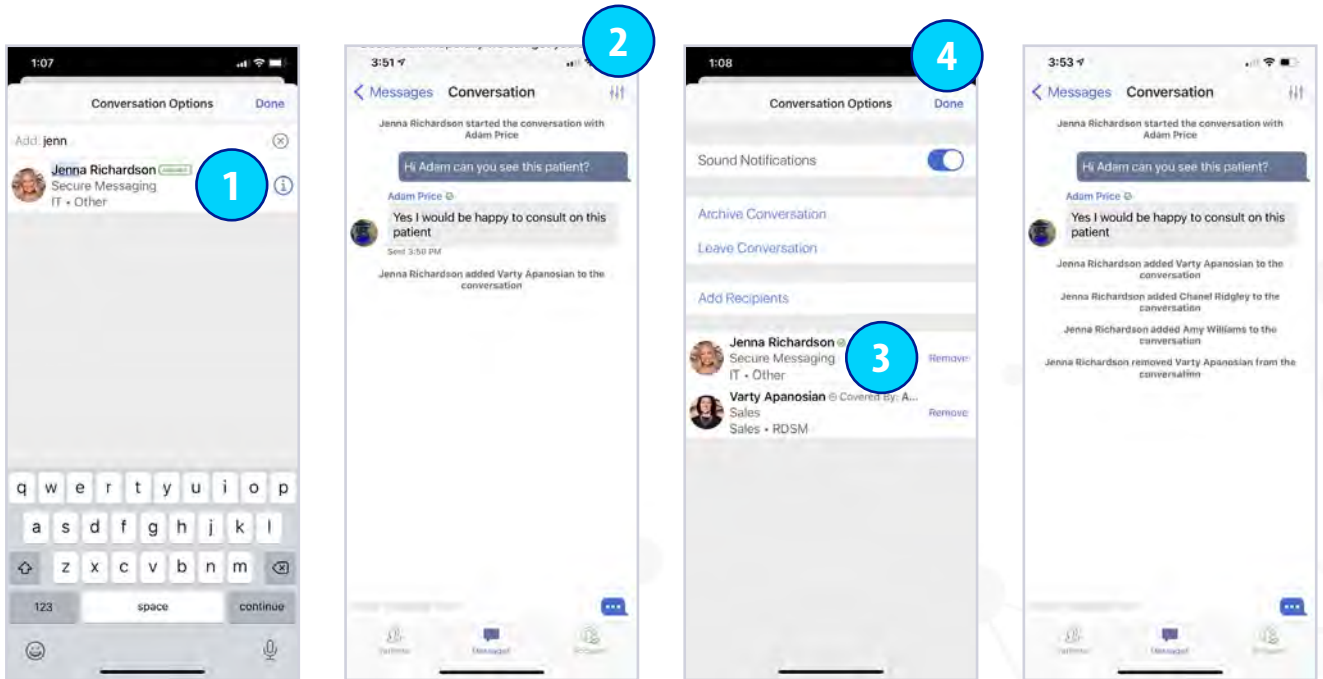 1:07
Conversation Options Done
Add: jenn
Jenna Richardson
Secure Messaging
IT • Other
1
q w e r t y u i o p
a s d f g h j k l
z x c v b n m
123 space continue
2
3:51
Messages Conversation
Jenna Richardson started the conversation with
Adam Price
Hi Adam can you see this patient?
Adam Price
Yes I would be happy to consult on this
patient
Sent 3:50 PM
Jenna Richardson added Varty Apanosian to the
conversation
Messages
4
1:08
Conversation Options Done
Sound Notifications
Archive Conversation
Leave Conversation
Add Recipients
Jenna Richardson
Secure Messaging
IT • Other
Remove
3
Varty Apanosian Covered By: A...
Sales
Sales • RDSM
Remove
3:53
Messages Conversation
Jenna Richardson started the conversation with
Adam Price
Hi Adam can you see this patient?
Adam Price
Yes I would be happy to consult on this
patient
Jenna Richardson added Varty Apanosian to the
conversation
Jenna Richardson added Chanel Ridgley to the
conversation
Jenna Richardson added Amy Williams to the
conversation
Jenna Richardson removed Varty Apanosian from the
conversation
Messages